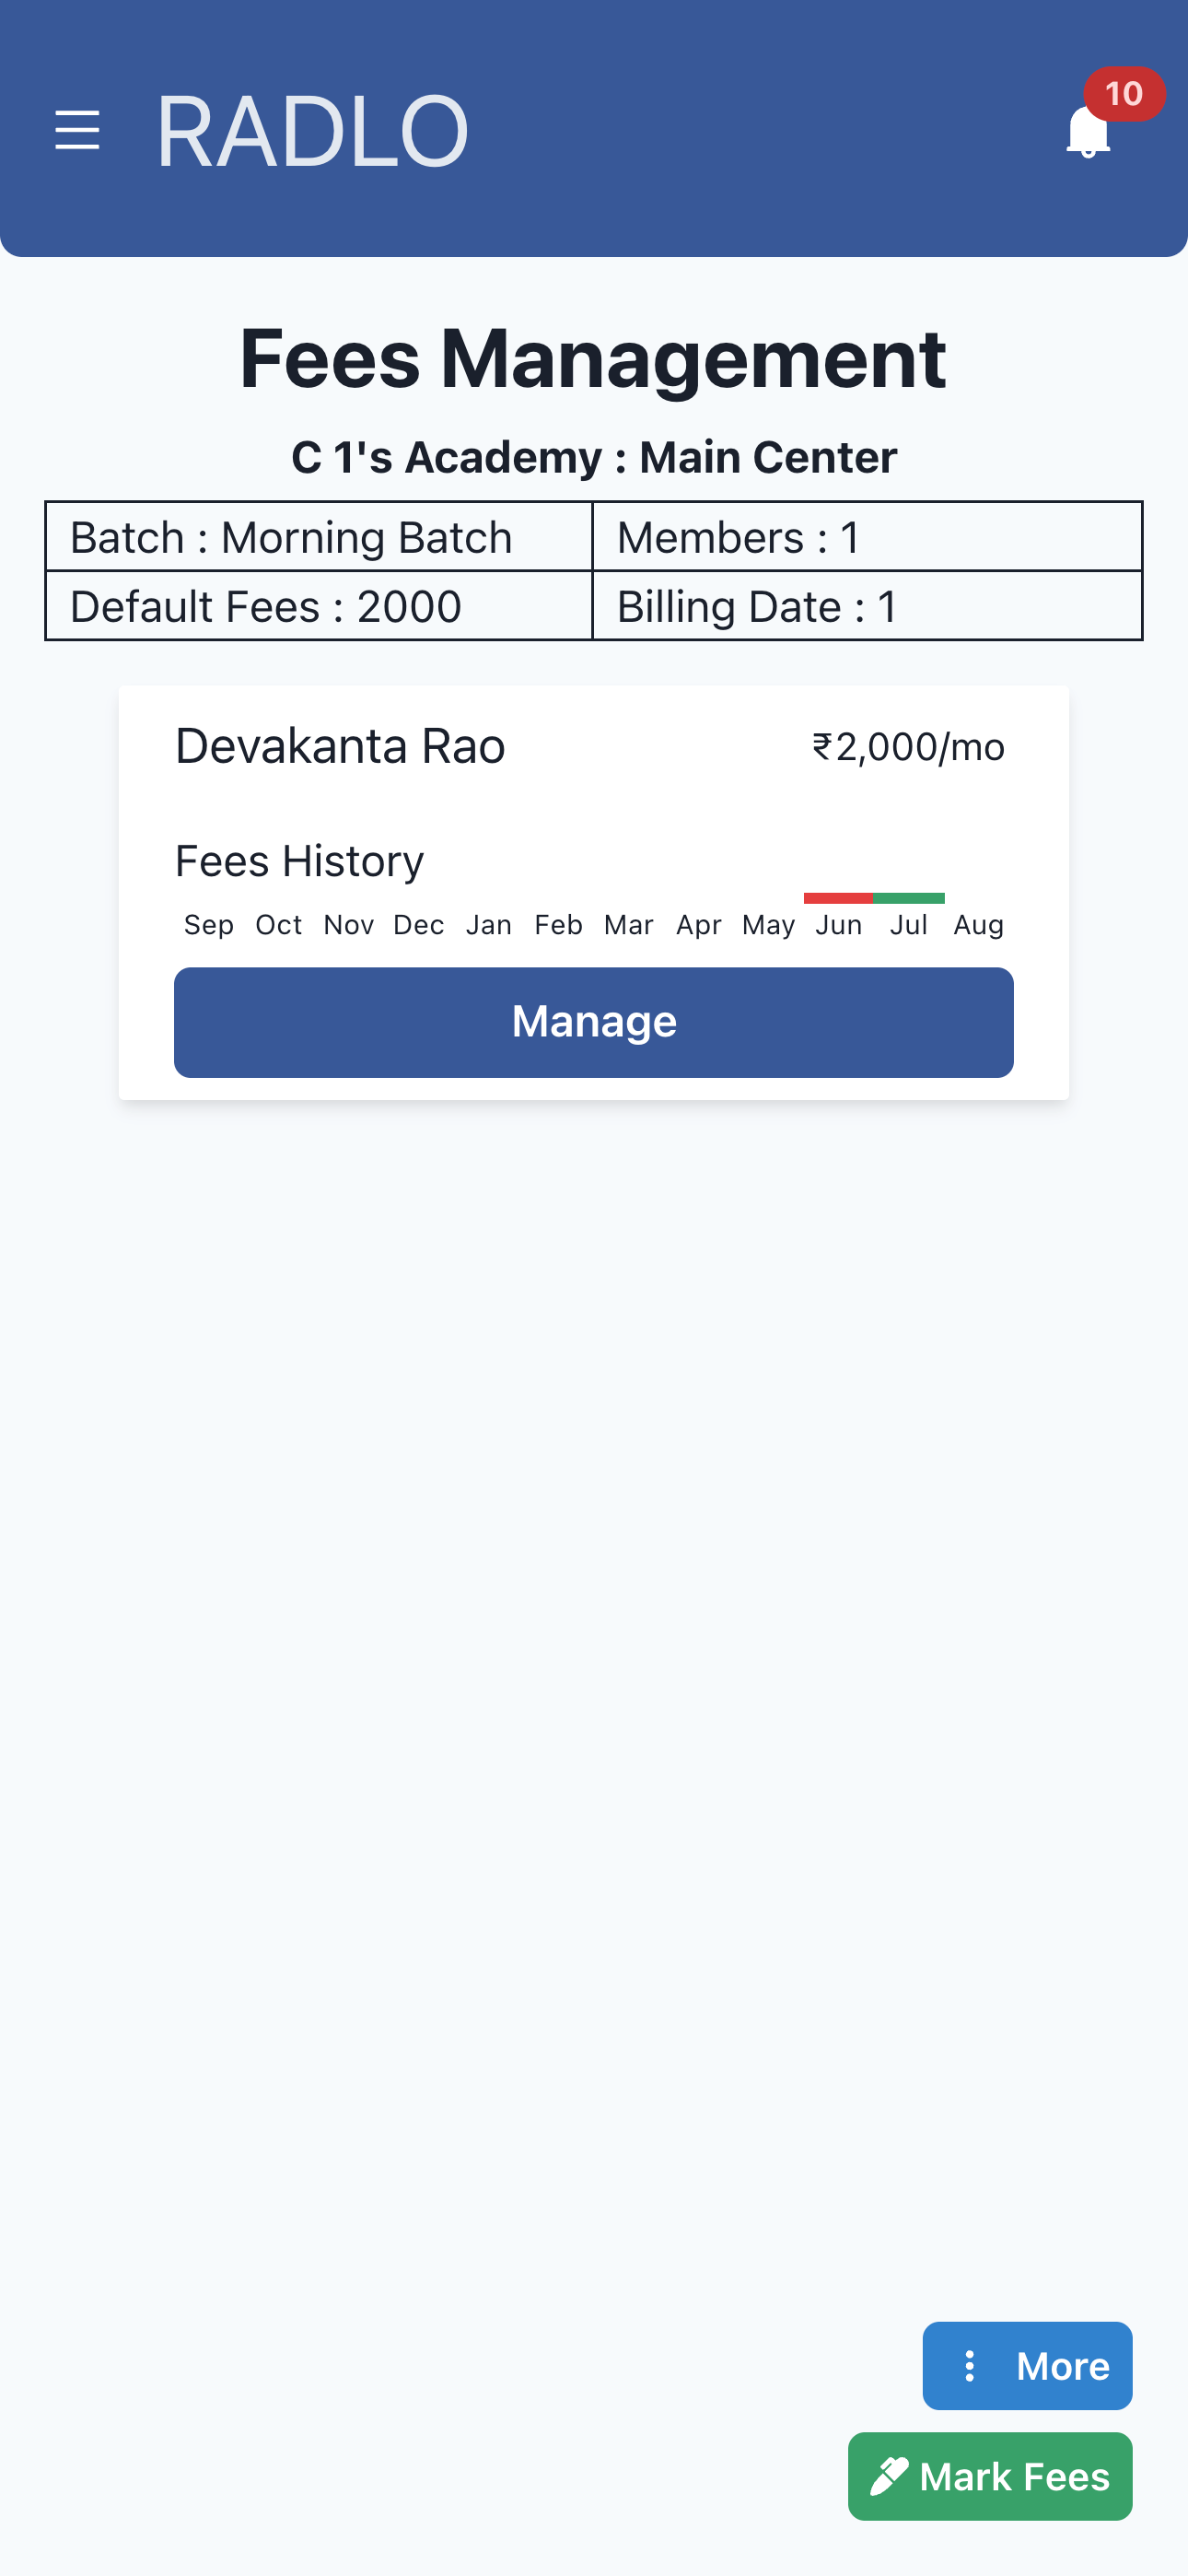 RADLO
10
Fees Management
C 1's Academy : Main Center
Batch : Morning Batch Members : 1
Default Fees : 2000 Billing Date : 1
Devakanta Rao ₹2,000/mo
Fees History
Sep Oct Nov Dec Jan Feb Mar Apr May Jun Jul Aug
Manage
More
Mark Fees